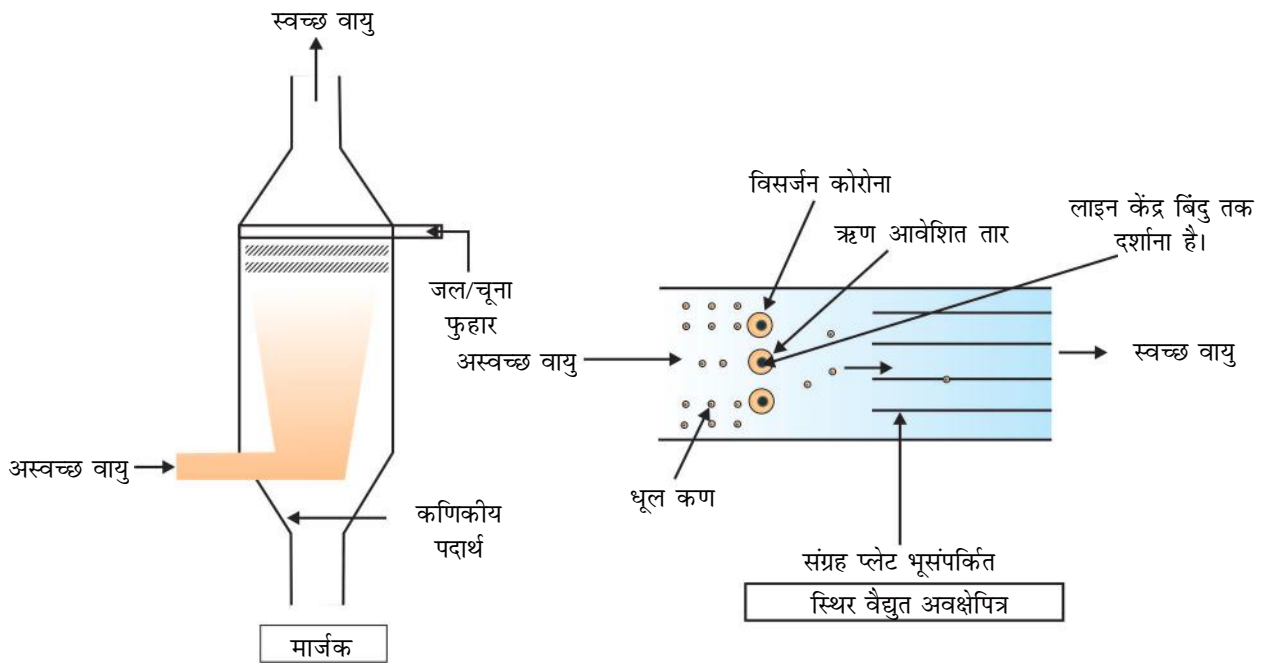 स्वच्छ वायु
जल/चूना
फुहार
अस्वच्छ वायु
कणिकीय
पदार्थ
मार्जक
विसर्जन कोरोना
ऋण आवेशित तार
लाइन केंद्र बिंदु तक
दर्शाना है।
अस्वच्छ वायु
स्वच्छ वायु
धूल कण
संग्रह प्लेट भूसंपर्कित
स्थिर वैद्युत अवक्षेपित्र